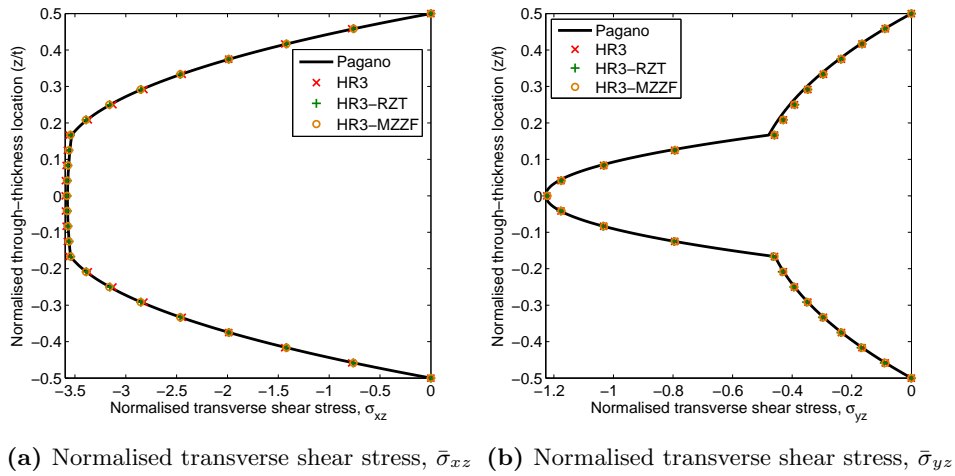 0.5
0.4
0.3
0.2
0.1
0
−0.1
−0.2
−0.3
−0.4
−0.5
Normalised through−thickness location (z/t)
Pagano
HR3
HR3−RZT
HR3−MZZF
−3.5 −3 −2.5 −2 −1.5 −1 −0.5 0
Normalised transverse shear stress, σxz
(a) Normalised transverse shear stress, σ̄xz
0.5
0.4
0.3
0.2
0.1
0
−0.1
−0.2
−0.3
−0.4
−0.5
Normalised through−thickness location (z/t)
Pagano
HR3
HR3−RZT
HR3−MZZF
−1.2 −1 −0.8 −0.6 −0.4 −0.2 0
Normalised transverse shear stress, σyz
(b) Normalised transverse shear stress, σ̄yz